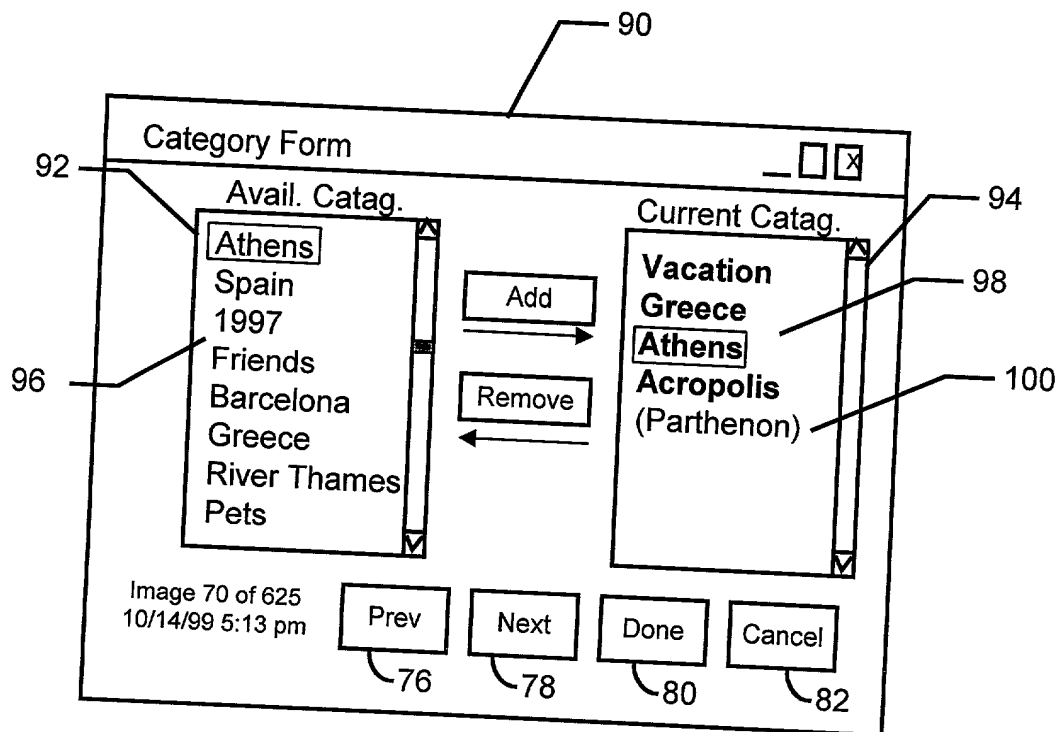 90
Category Form
X
92
Avail. Catag.
Athens
Spain
1997
Friends
Barcelona
Greece
River Thames
Pets
96
Add
Remove
Current Catag.
94
Vacation
Greece
Athens
Acropolis
(Parthenon)
98
100
Image 70 of 625
10/14/99 5:13 pm
Prev
Next
Done
Cancel
76
78
80
82